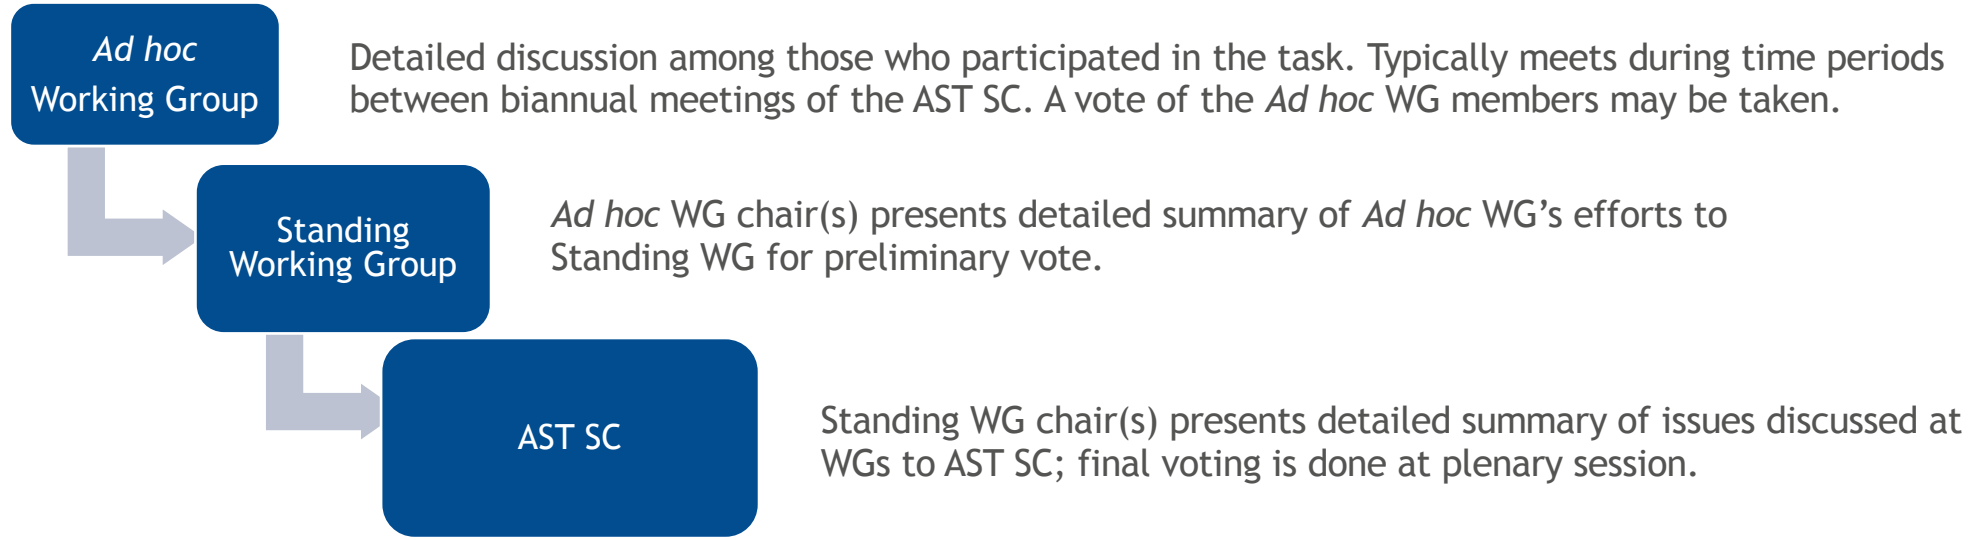 Ad hoc
Working Group
Detailed discussion among those who participated in the task. Typically meets during time periods
between biannual meetings of the AST SC. A vote of the Ad hoc WG members may be taken.
Standing
Working Group
Ad hoc WG chair(s) presents detailed summary of Ad hoc WG’s efforts to
Standing WG for preliminary vote.
AST SC
Standing WG chair(s) presents detailed summary of issues discussed at
WGs to AST SC; final voting is done at plenary session.